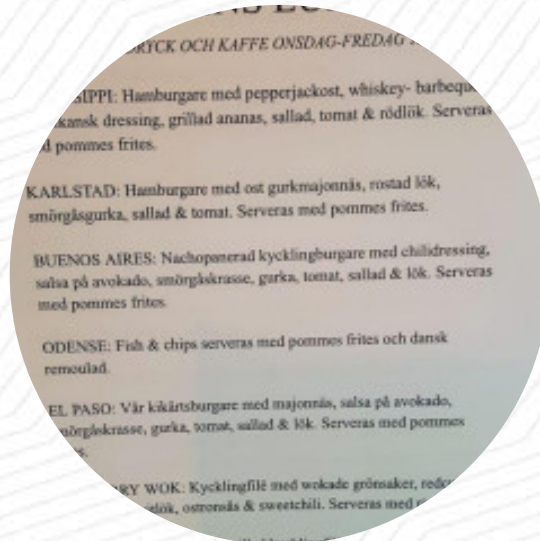 DRYCK OCH KAFFE ONSDAG-FREDAG
SIPPI: Hamburgare med pepperjackost, whiskey- barbeque
kansk dressing, grillad ananas, sallad, tomat & rödlök. Serveras
d pommes frites.
KARLSTAD: Hamburgare med ost gurkmajonnäs, rostad lök,
smörgåsgurka, sallad & tomat. Serveras med pommes frites.
BUENOS AIRES: Nachopanerad kycklingburgare med chilidressing,
salsa på avokado, smörgåskrasse, gurka, tomat, sallad & lök. Serveras
med pommes frites.
ODENSE: Fish & chips serveras med pommes frites och dansk
remoulad.
EL PASO: Vår kikärtsburgare med majonnäs, salsa på avokado,
mörgåskrasse, gurka, tomat, sallad & lök. Serveras med pommes
s.
RY WOK: Kycklingfilé med wokade grönsaker,
lök, ostronsås & sweetchili. Serveras med